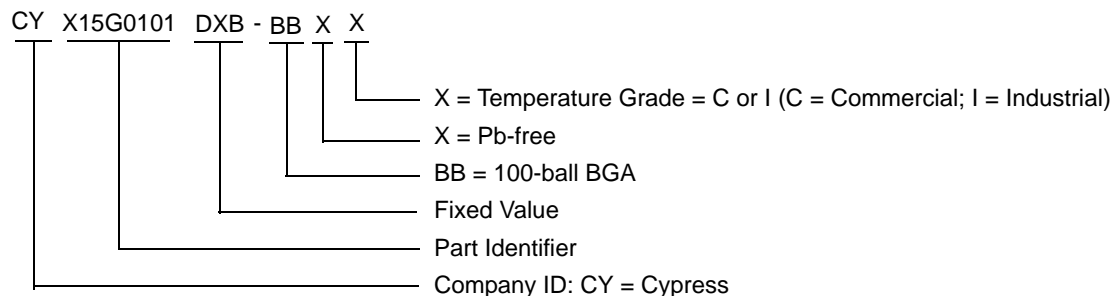 CY X15G0101 DXB - BB X X
X = Temperature Grade = C or I (C = Commercial; I = Industrial)
X = Pb-free
BB = 100-ball BGA
Fixed Value
Part Identifier
Company ID: CY = Cypress